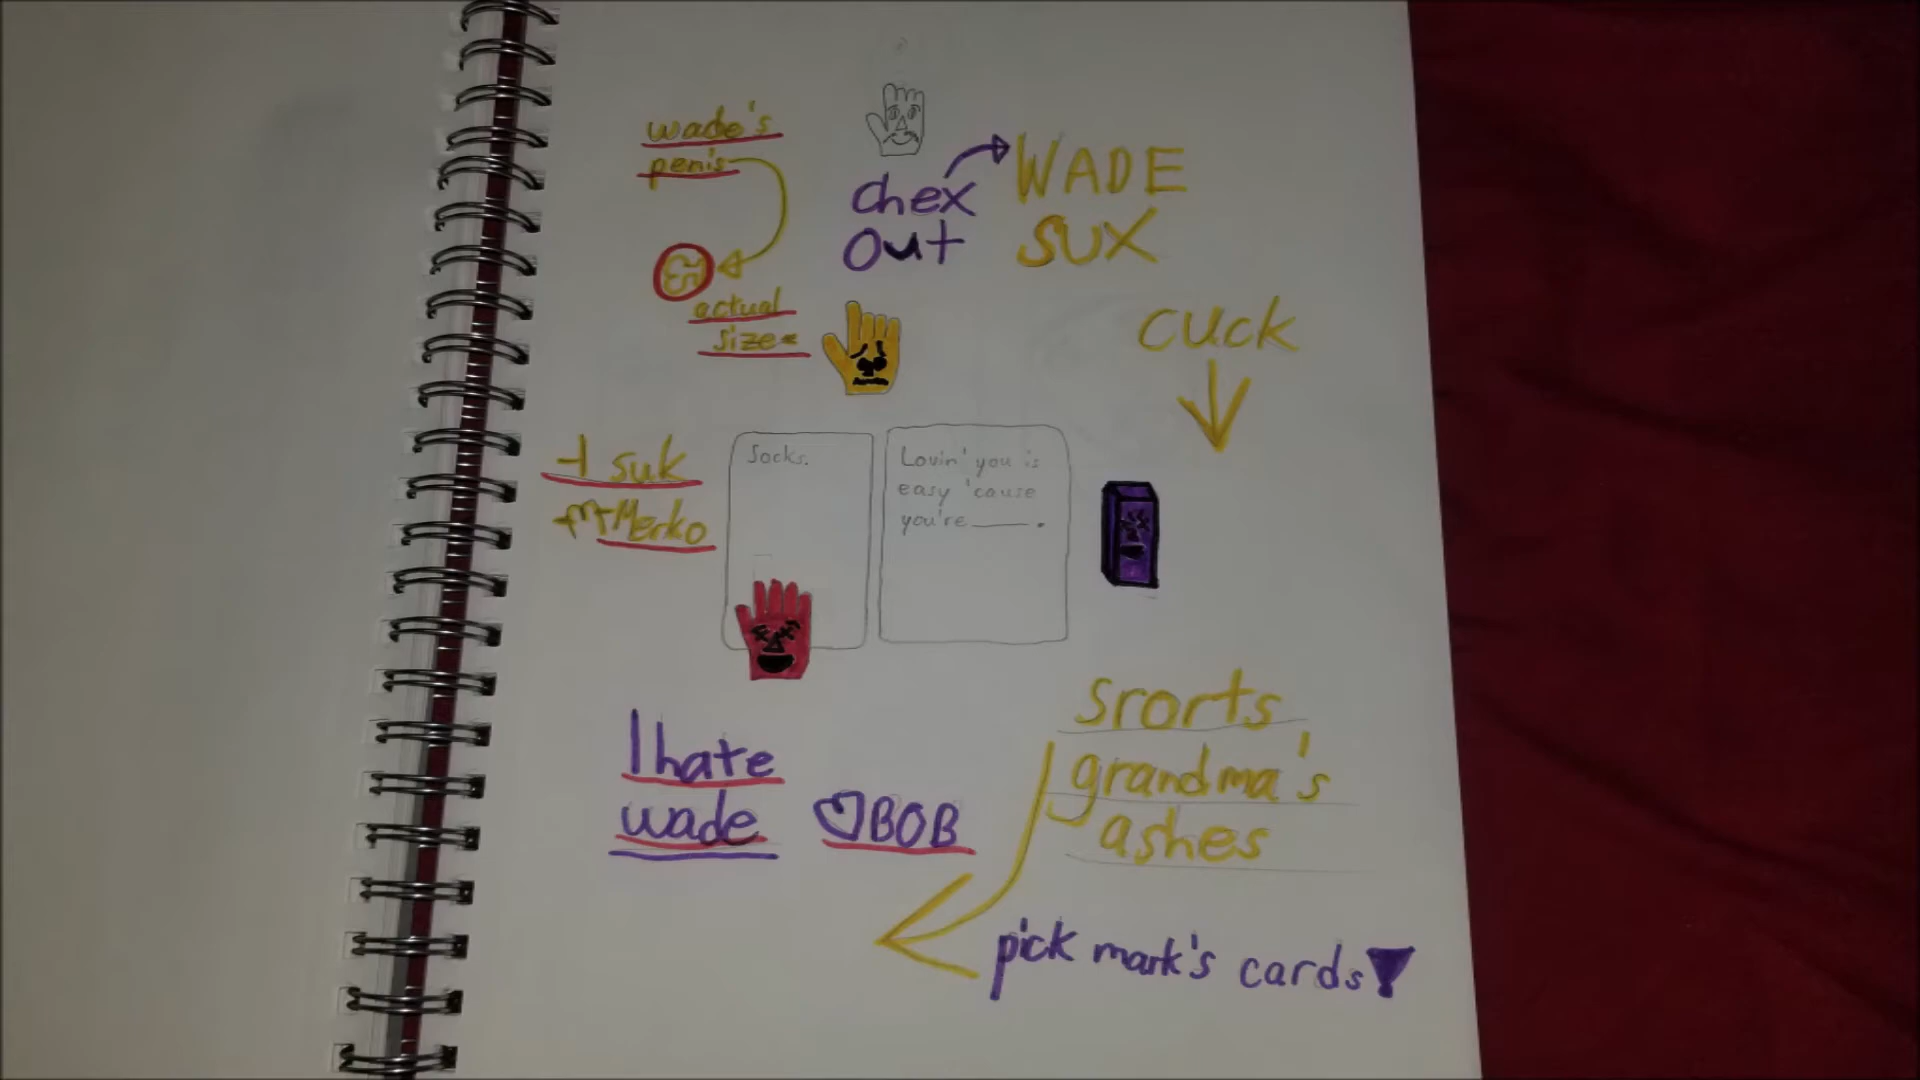 wade's
penis
actual
size
chex
out
WADE
SUX
cuck
I suk
Merko
Socks.
Lovin' you is
easy 'cause
you're ____.
I hate
wade
♡BOB
srorts
grandma's
ashes
pick mark's cards!